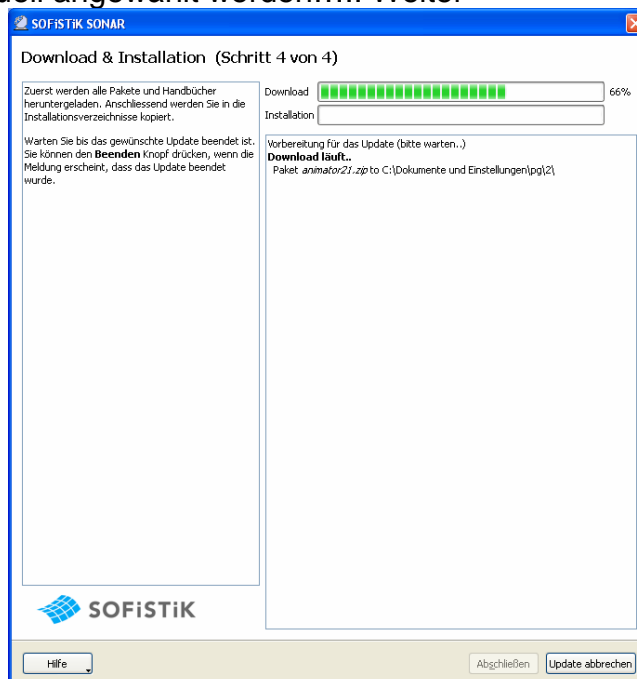 angewählt werden!!!! Weiter
SOFiSTiK SONAR
Download & Installation (Schritt 4 von 4)
Zuerst werden alle Pakete und Handbücher
heruntergeladen. Anschliessend werden Sie in die
Installationsverzeichnisse kopiert.
Warten Sie bis das gewünschte Update beendet ist.
Sie können den Beenden Knopf drücken, wenn die
Meldung erscheint, dass das Update beendet
wurde.
Download 66%
Installation
Vorbereitung für das Update (bitte warten..)
Download läuft..
Paket animator21.zip to C:\Dokumente und Einstellungen\pg\2\
SOFiSTiK
Hilfe
Abschließen
Update abbrechen